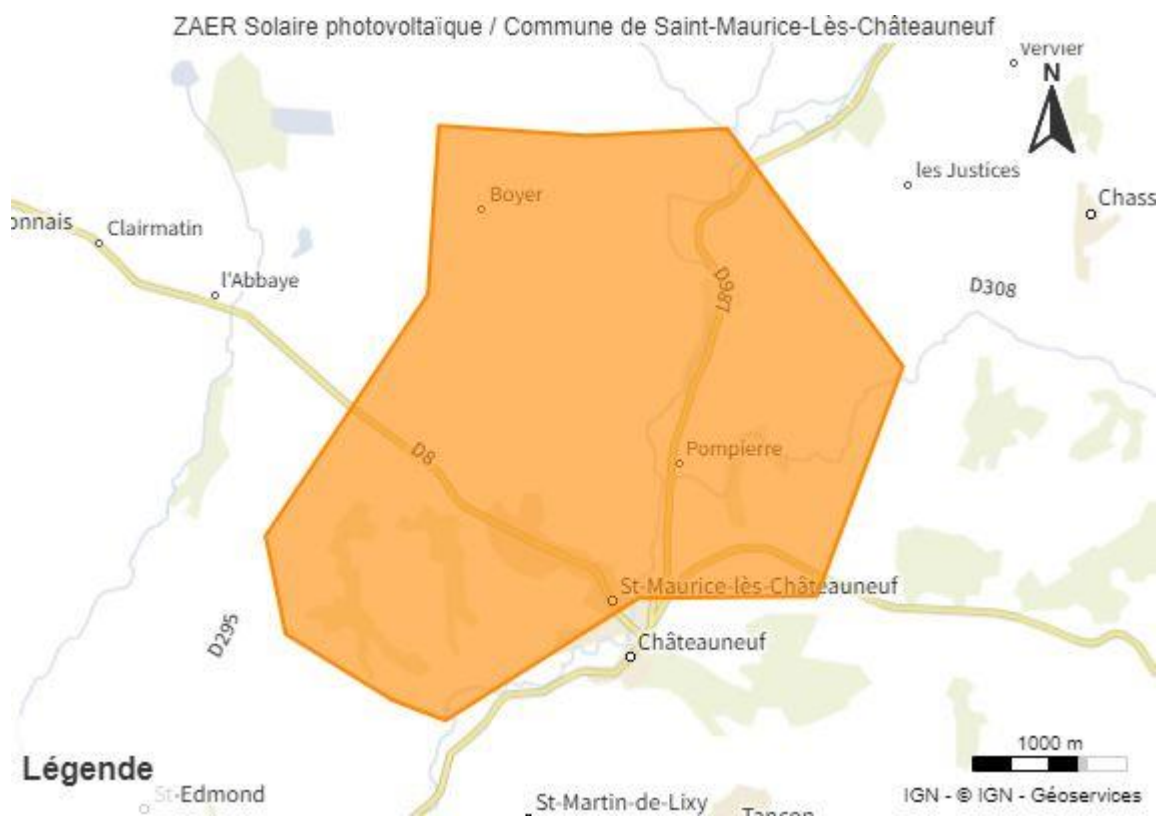 ZAER Solaire photovoltaïque / Commune de Saint-Maurice-Lès-Châteauneuf
Vervier
N
les Justices
Boyer
Chass
onnais
Clairmatin
l'Abbaye
D987
D308
D8
Pompierre
St-Maurice-lès-Châteauneuf
D295
Châteauneuf
1000 m
Légende
St-Edmond
IGN - © IGN - Géoservices
St-Martin-de-Lixy
Tancon